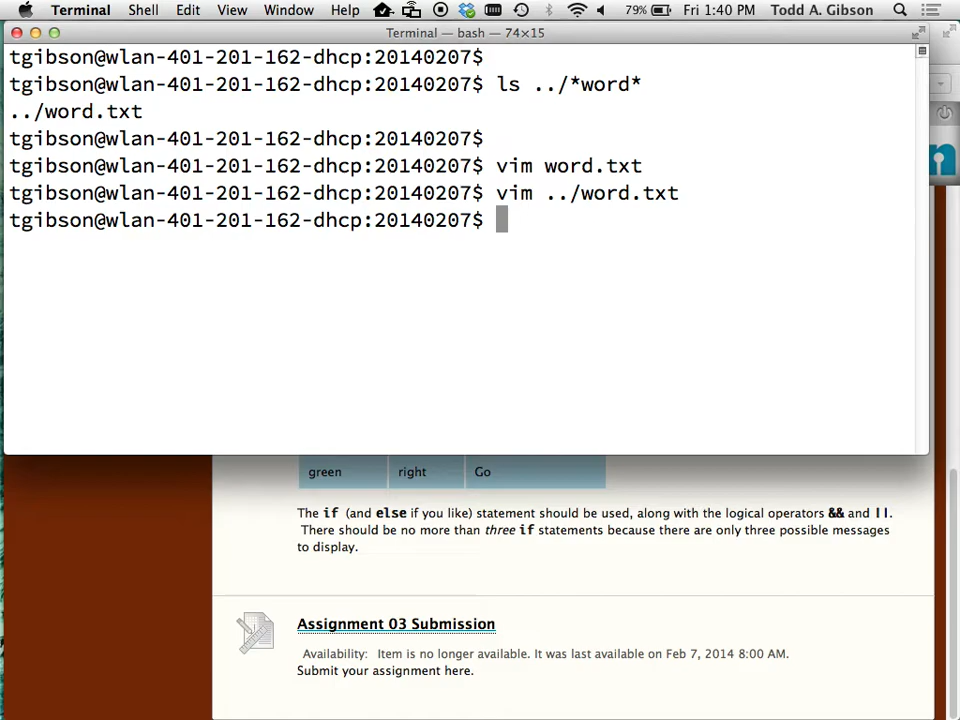 Terminal Shell Edit View Window Help 79% Fri 1:40 PM Todd A. Gibson
Terminal — bash — 74×15
tgibson@wlan-401-201-162-dhcp:20140207$
tgibson@wlan-401-201-162-dhcp:20140207$ ls ../*word*
../word.txt
tgibson@wlan-401-201-162-dhcp:20140207$
tgibson@wlan-401-201-162-dhcp:20140207$ vim word.txt
tgibson@wlan-401-201-162-dhcp:20140207$ vim ../word.txt
tgibson@wlan-401-201-162-dhcp:20140207$
green right Go
The if (and else if you like) statement should be used, along with the logical operators && and ||.
There should be no more than three if statements because there are only three possible messages
to display.
Assignment 03 Submission
Availability: Item is no longer available. It was last available on Feb 7, 2014 8:00 AM.
Submit your assignment here.